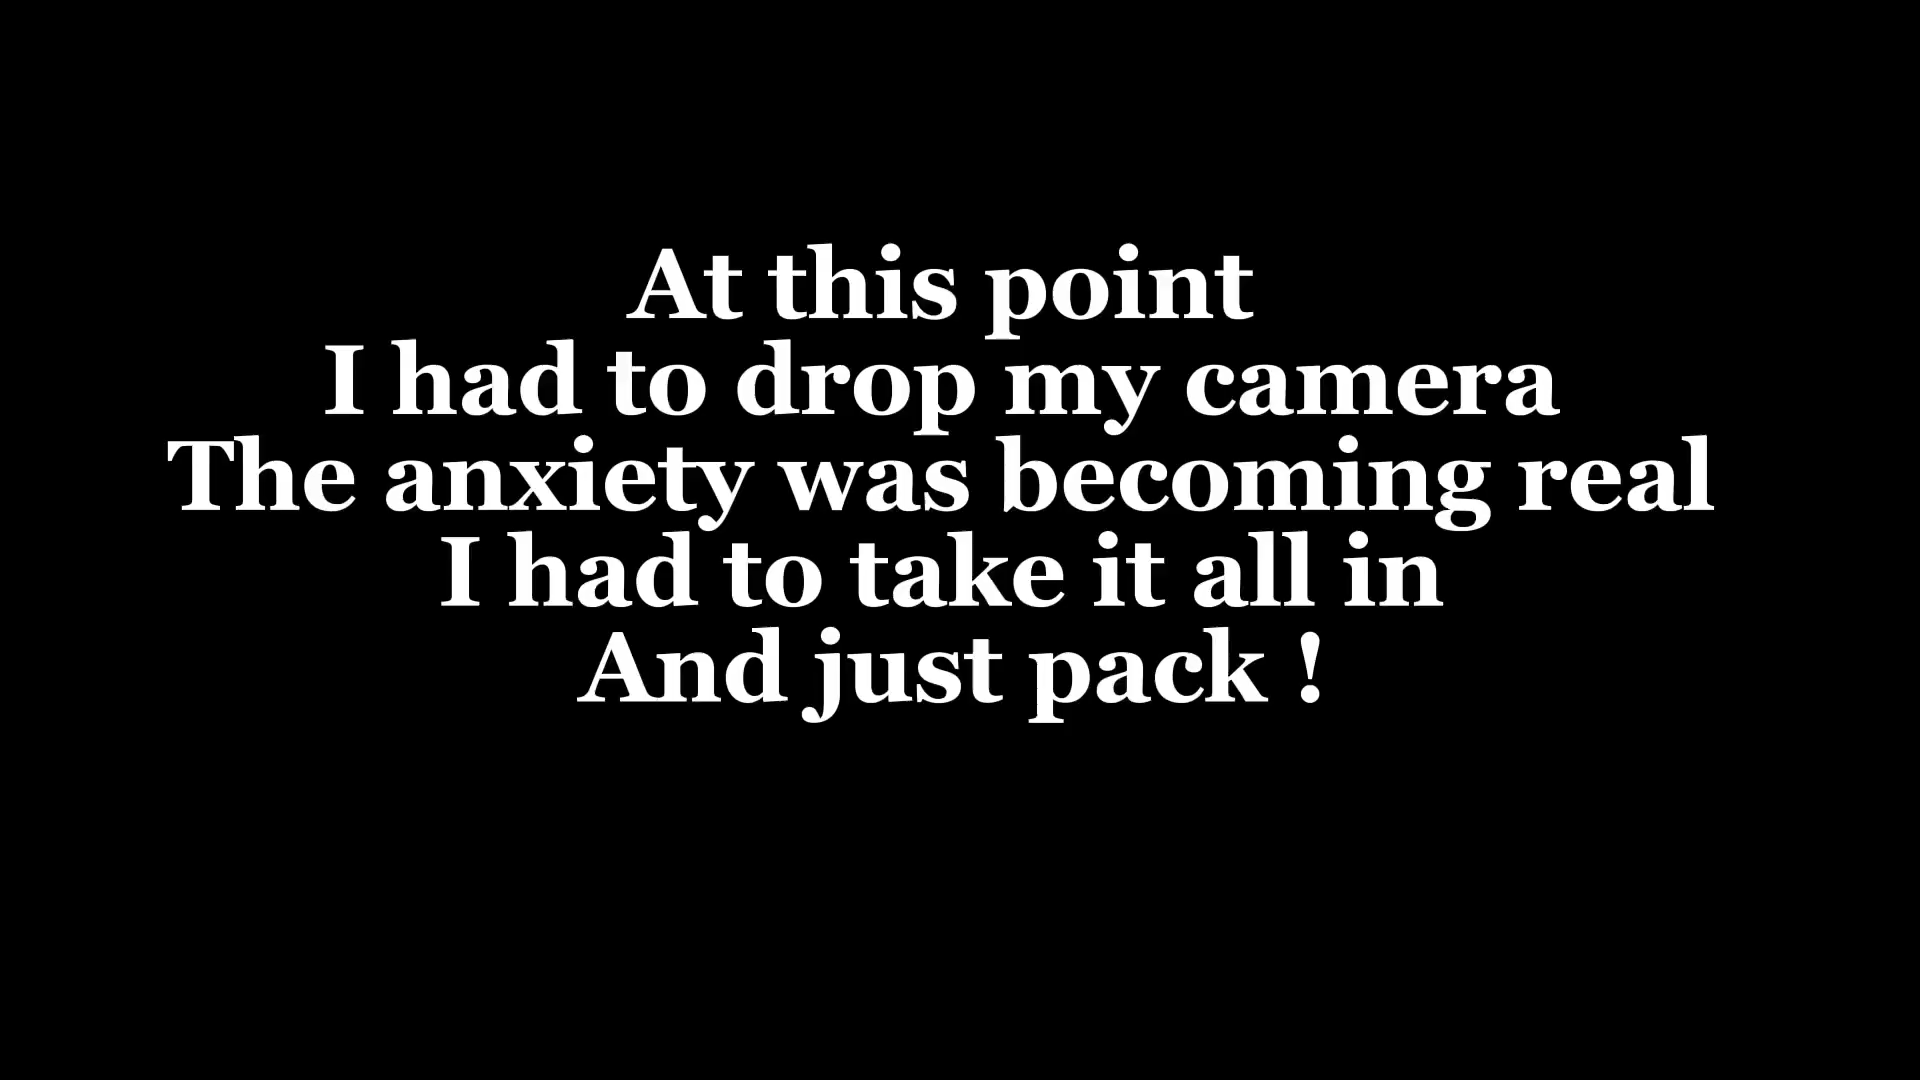 At this point
I had to drop my camera
The anxiety was becoming real
I had to take it all in
And just pack !